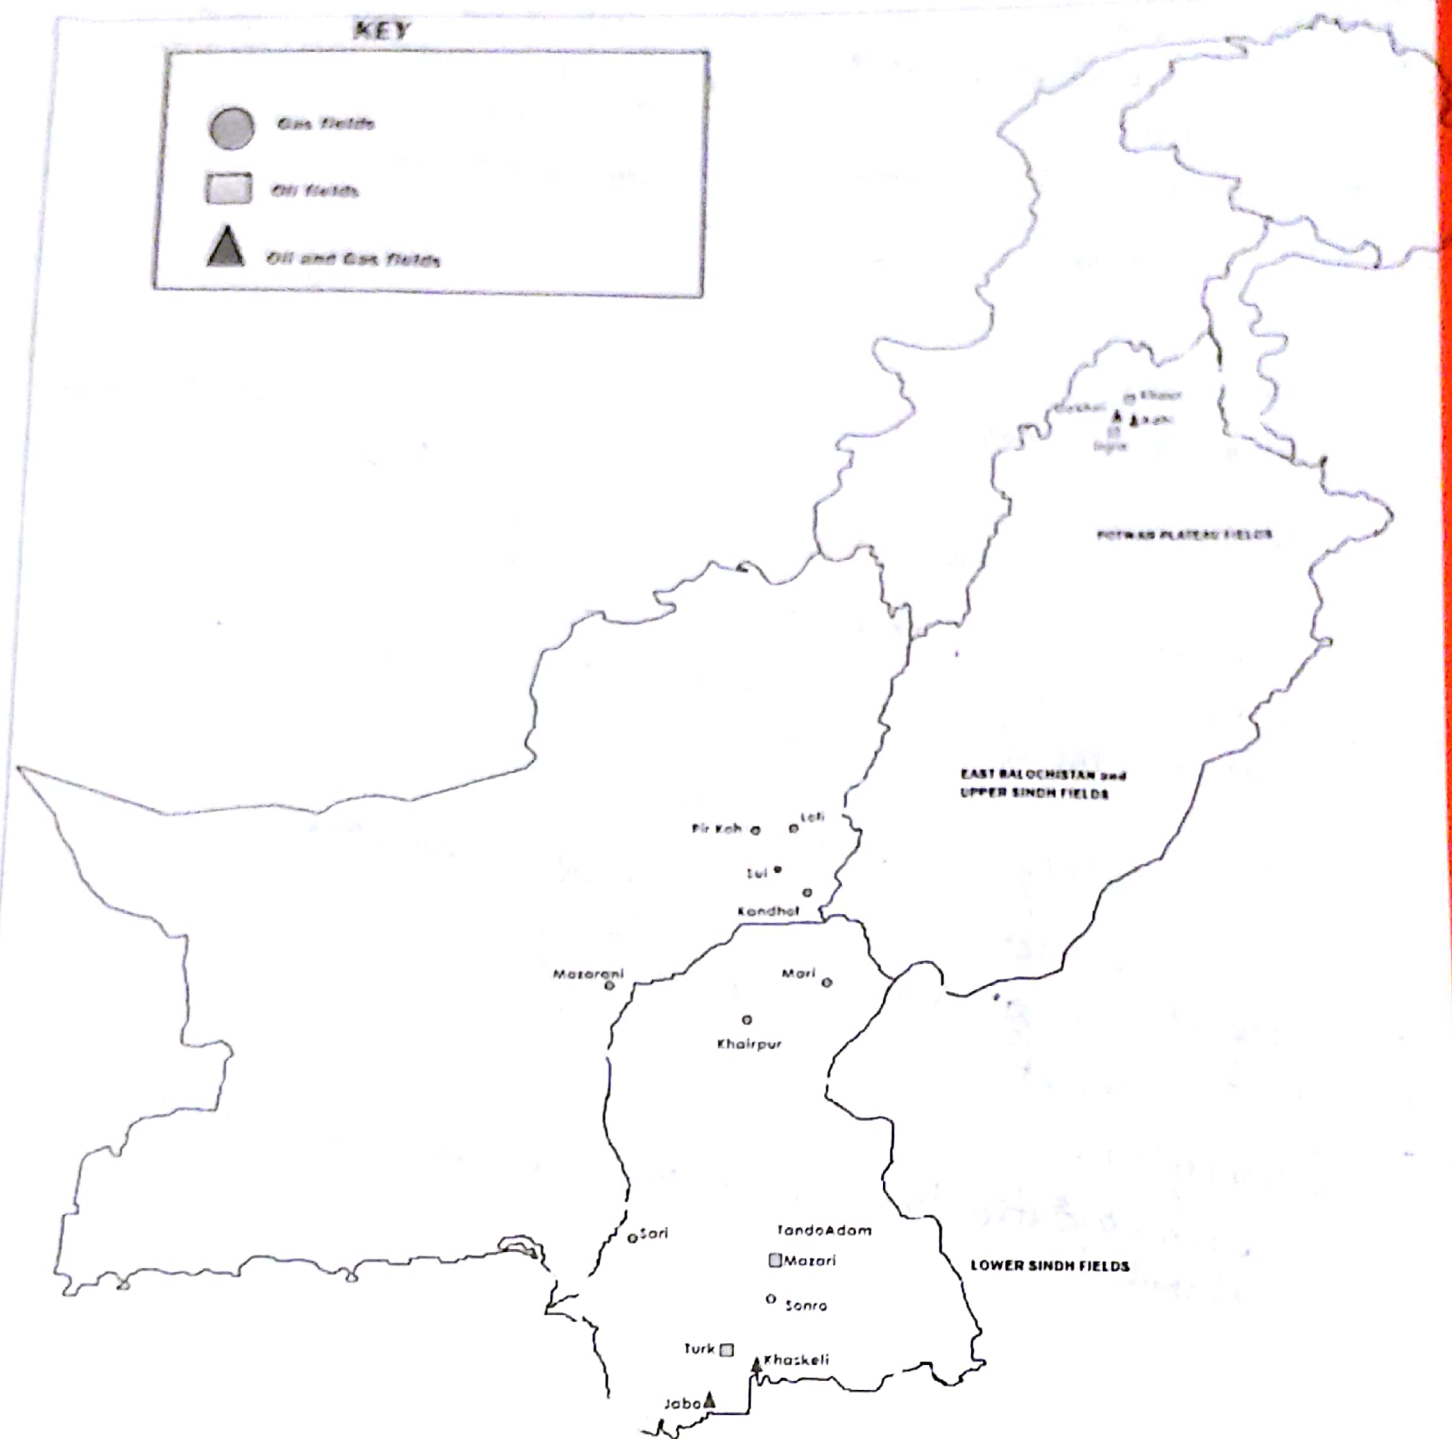 KEY
Gas fields
Oil fields
Oil and Gas fields
Khaur
POTWAR PLATEAU FIELDS
EAST BALOCHISTAN and
UPPER SINDH FIELDS
Pir Koh
Loti
Sui
Kandhot
Mazarani
Mari
Khairpur
Sari
TandoAdam
Mazari
LOWER SINDH FIELDS
Sonro
Turk
Khaskeli
Jabo